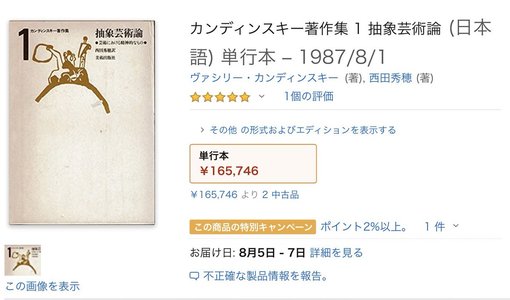 1 カンディンスキー著作集
抽象芸術論
●芸術における精神的なもの●
西田秀穂訳
美術出版社
カンディンスキー著作集 1 抽象芸術論 (日本
語) 単行本 – 1987/8/1
ヴァシリー・カンディンスキー (著), 西田秀穂 (著)
1個の評価
その他 の形式およびエディションを表示する
単行本
¥165,746
¥165,746 より 2 中古品
この商品の特別キャンペーン ポイント2%以上。 1 件
お届け日: 8月5日 - 7日 詳細を見る
不正確な製品情報を報告。
この画像を表示